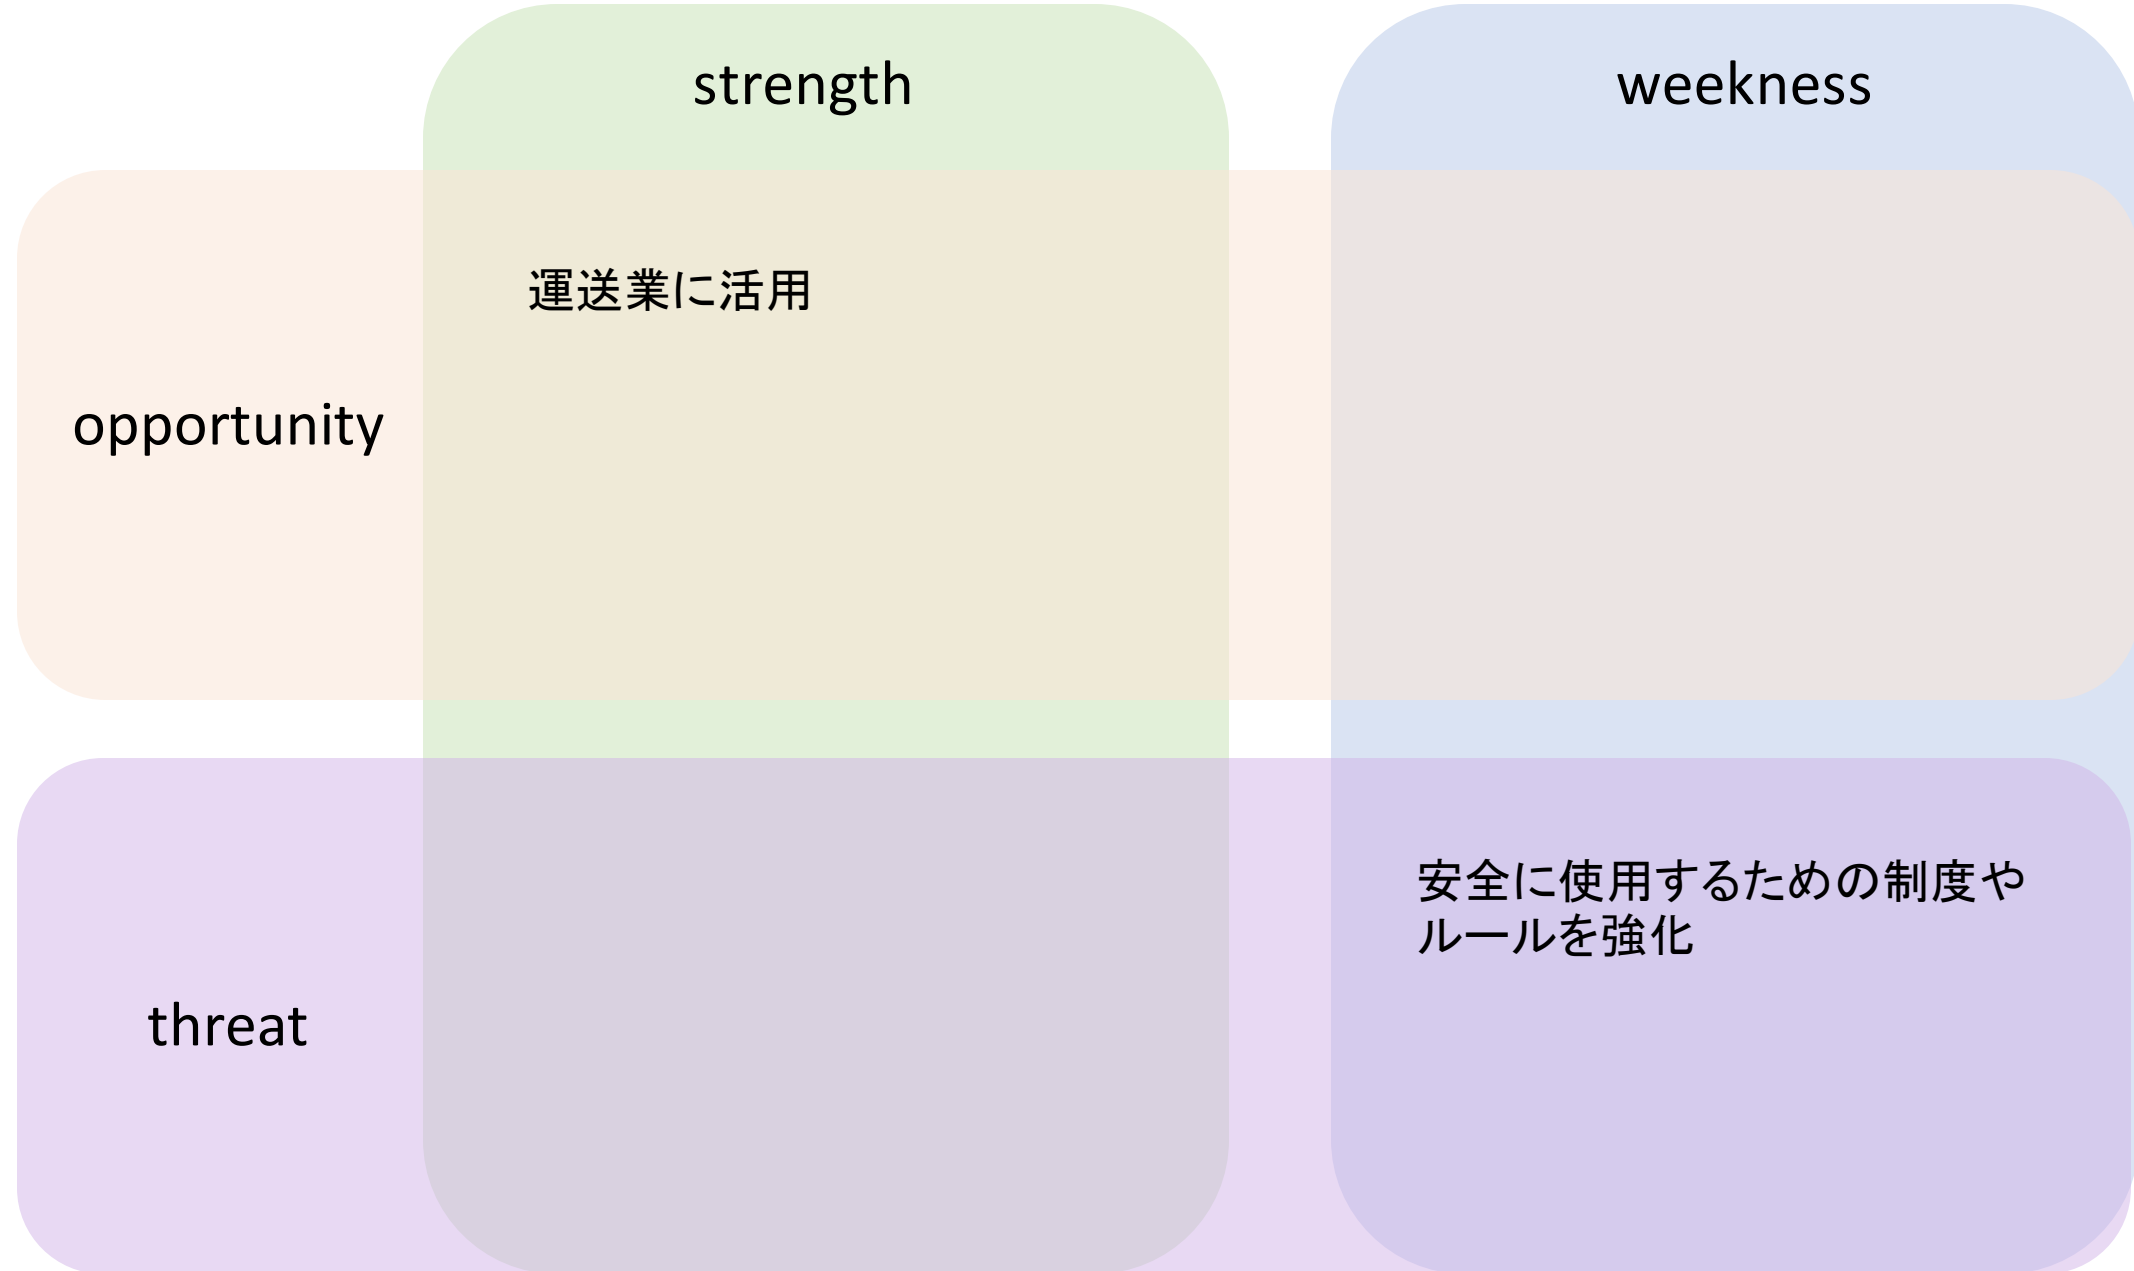 strength
weekness
運送業に活用
opportunity
安全に使用するための制度や
ルールを強化
threat